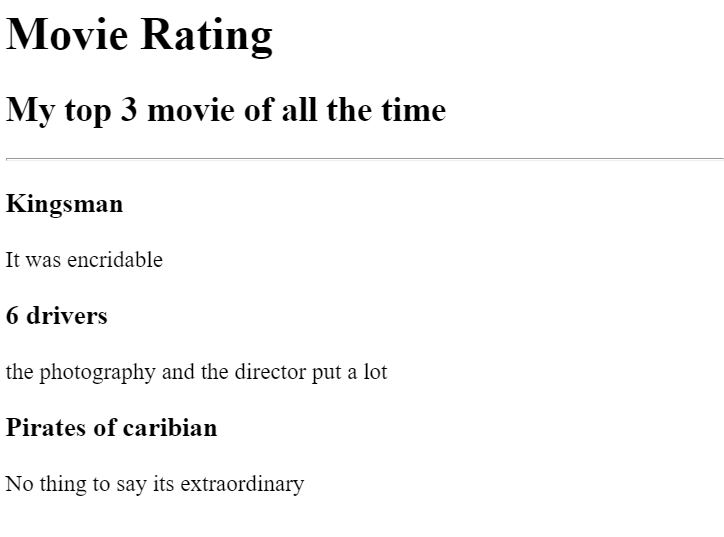 Movie Rating
My top 3 movie of all the time
Kingsman
It was encridable
6 drivers
the photography and the director put a lot
Pirates of caribian
No thing to say its extraordinary